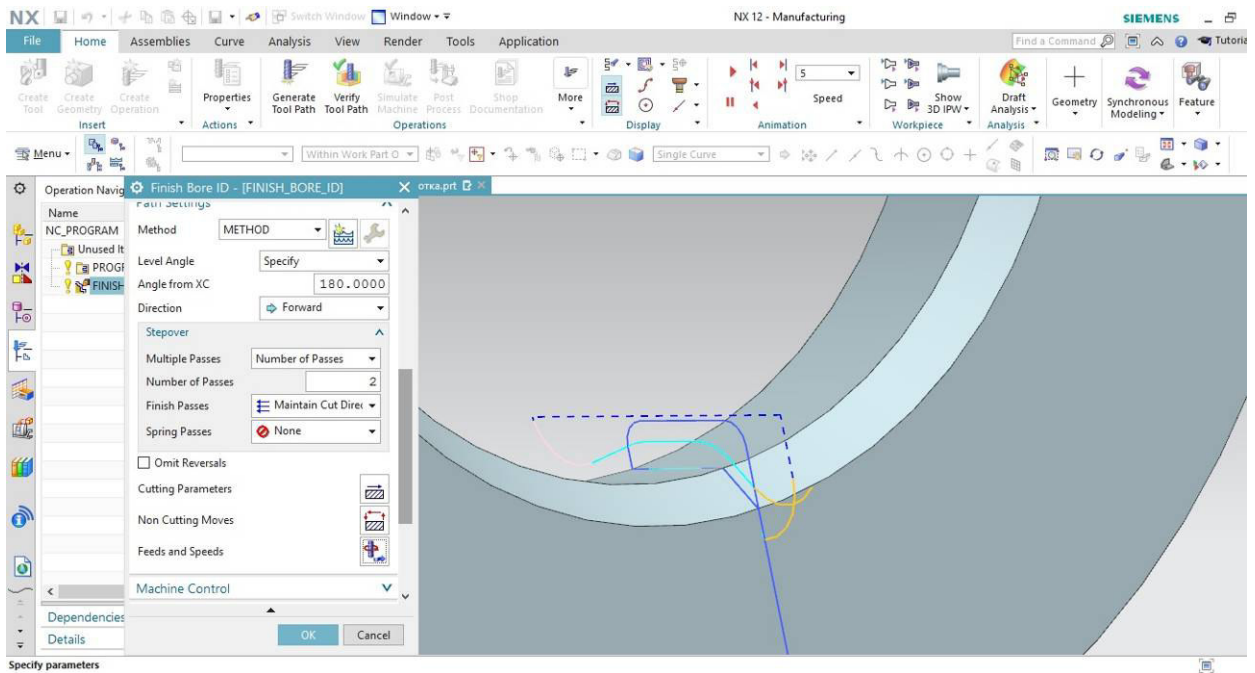 NX Switch Window Window NX 12 - Manufacturing SIEMENS
File Home Assemblies Curve Analysis View Render Tools Application Find a Command Tutoria
Create Tool Create Geometry Create Operation Properties Generate Tool Path Verify Tool Path Simulate Machine Post Process Shop Documentation More 5 Speed Show 3D IPW Draft Analysis Geometry Synchronous Modeling Feature
Insert Actions Operations Display Animation Workpiece Analysis
Menu Within Work Part O Single Curve
Operation Navig Finish Bore ID - [FINISH_BORE_ID] отка.prt
Name Path Settings
NC_PROGRAM Method METHOD
Unused It
Level Angle Specify
PROGR
Angle from XC 180.0000
FINISH
Direction Forward
Stepover
Multiple Passes Number of Passes
Number of Passes 2
Finish Passes Maintain Cut Direc
Spring Passes None
Omit Reversals
Cutting Parameters
Non Cutting Moves
Feeds and Speeds
Machine Control
Dependencies
Details OK Cancel
Specify parameters